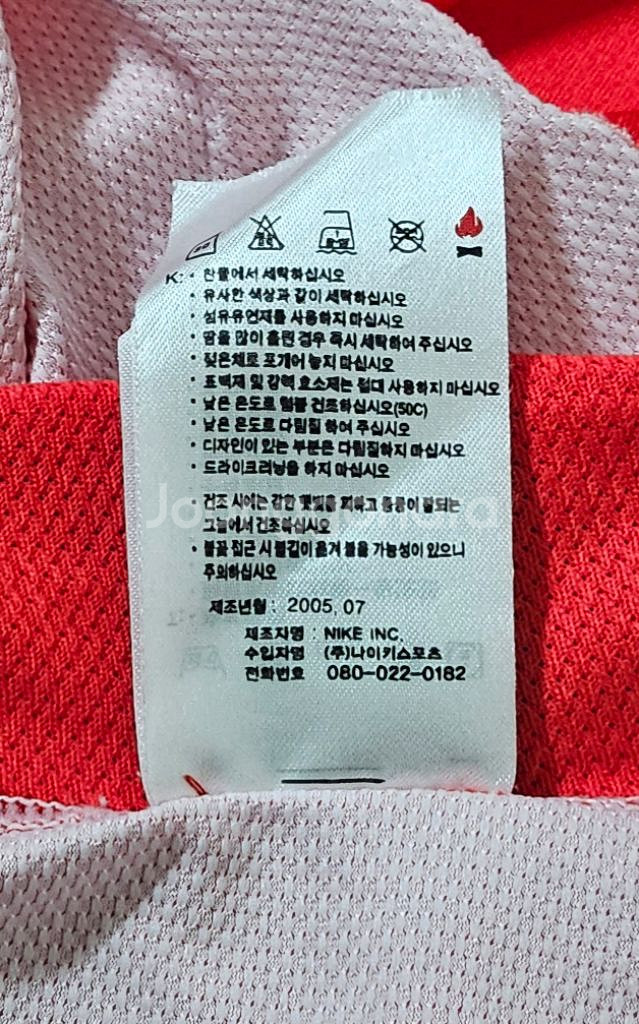 K: · 찬물에서 세탁하십시오
· 유사한 색상과 같이 세탁하십시오
· 섬유유연제를 사용하지 마십시오
· 땀을 많이 흘린 경우 즉시 세탁하여 주십시오
· 젖은채로 포개어 놓지 마십시오
· 표백제 및 강력 효소제는 절대 사용하지 마십시오
· 낮은 온도로 텀블 건조하십시오(50C)
· 낮은 온도로 다림질 하여 주십시오
· 디자인이 있는 부분은 다림질하지 마십시오
· 드라이크리닝을 하지 마십시오
· 건조 시에는 강한 햇빛을 피하고 통풍이 잘되는
그늘에서 건조하십시오
· 불꽃 접근 시 불길이 옮겨 붙을 가능성이 있으니
주의하십시오
제조년월 : 2005, 07
제조자명 : NIKE INC,
수입자명 (주)나이키스포츠
전화번호 080-022-0182